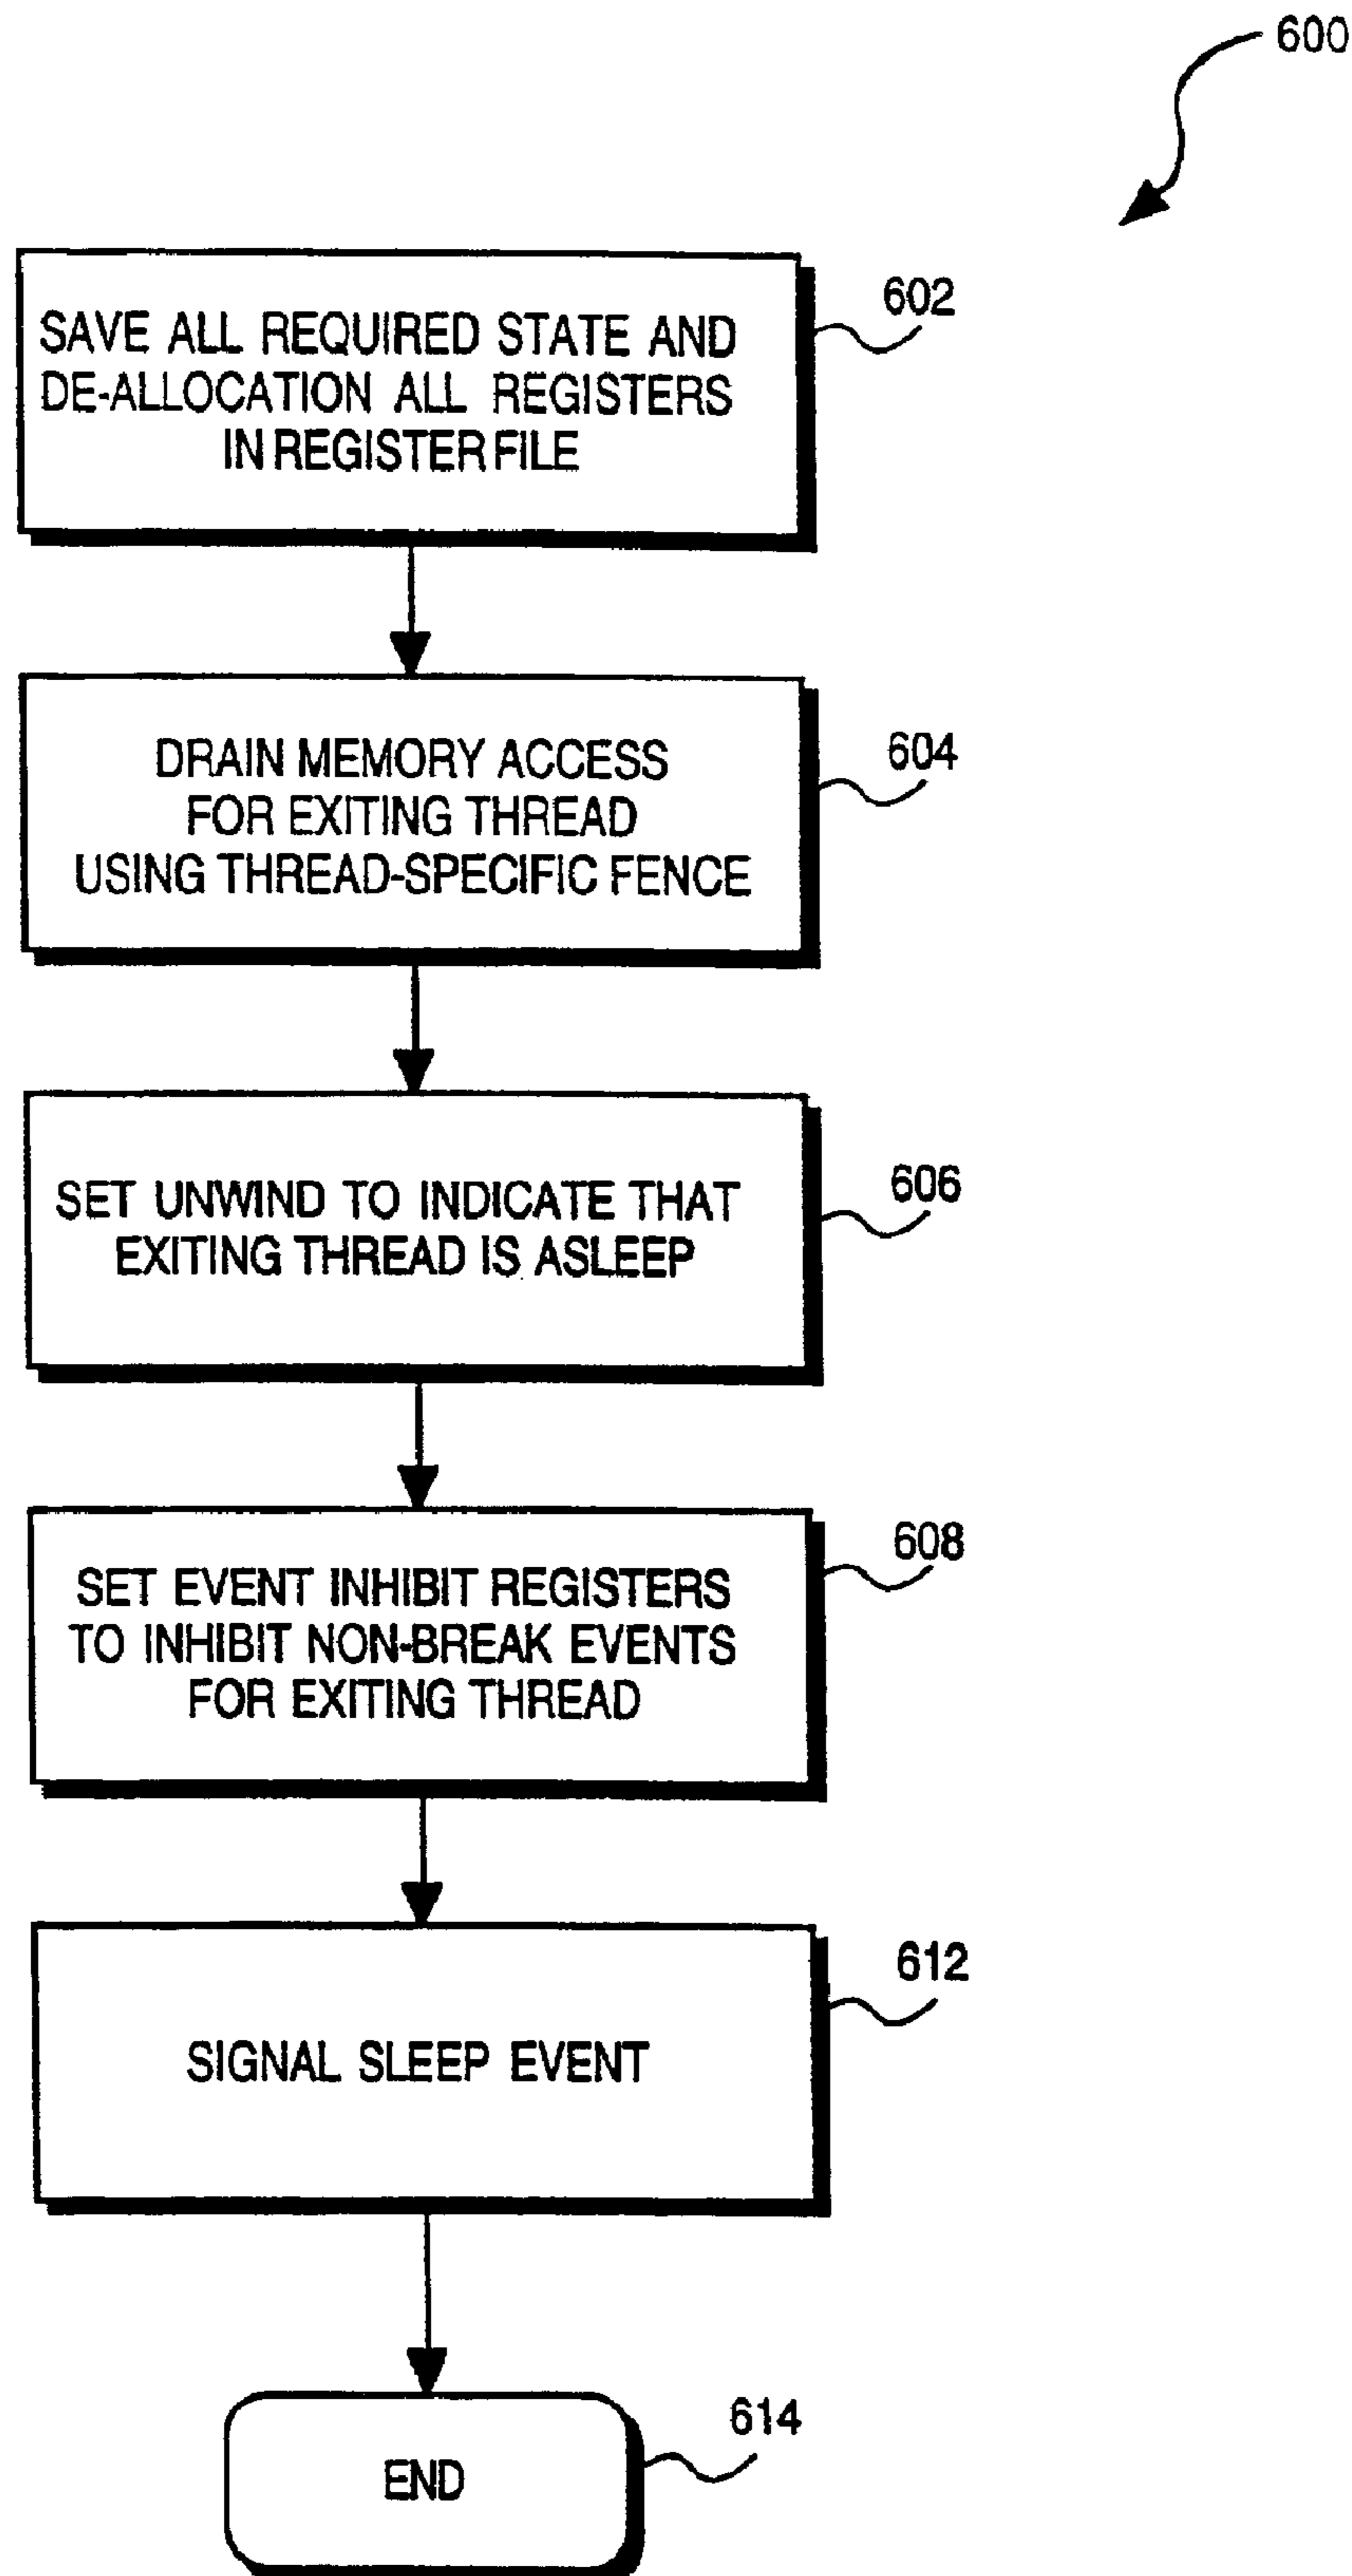 600
SAVE ALL REQUIRED STATE AND
DE-ALLOCATION ALL REGISTERS
IN REGISTER FILE
602
DRAIN MEMORY ACCESS
FOR EXITING THREAD
USING THREAD-SPECIFIC FENCE
604
SET UNWIND TO INDICATE THAT
EXITING THREAD IS ASLEEP
606
SET EVENT INHIBIT REGISTERS
TO INHIBIT NON-BREAK EVENTS
FOR EXITING THREAD
608
SIGNAL SLEEP EVENT
612
END
614